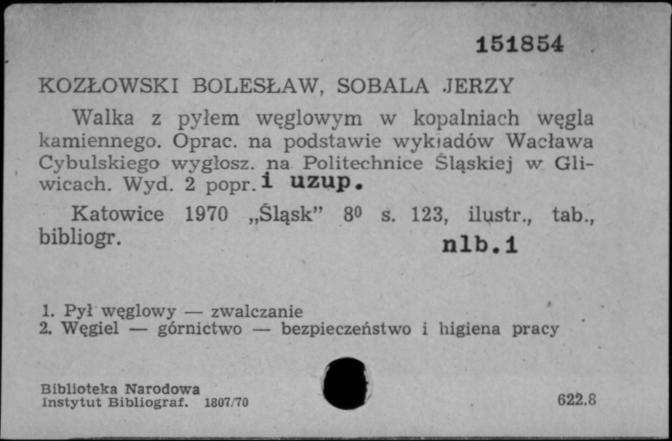 151854
KOZŁOWSKI BOLESŁAW, SOBALA JERZY
Walka z pyłem węglowym w kopalniach węgla
kamiennego. Oprac. na podstawie wykładów Wacława
Cybulskiego wygłosz. na Politechnice Śląskiej w Gli-
wicach. Wyd. 2 popr. i uzup.
Katowice 1970 „Śląsk” 8⁰ s. 123, ilustr., tab.,
bibliogr. nlb.1
1. Pył węglowy — zwalczanie
2. Węgiel — górnictwo — bezpieczeństwo i higiena pracy
Biblioteka Narodowa
Instytut Bibliograf. 1807/70 622.8